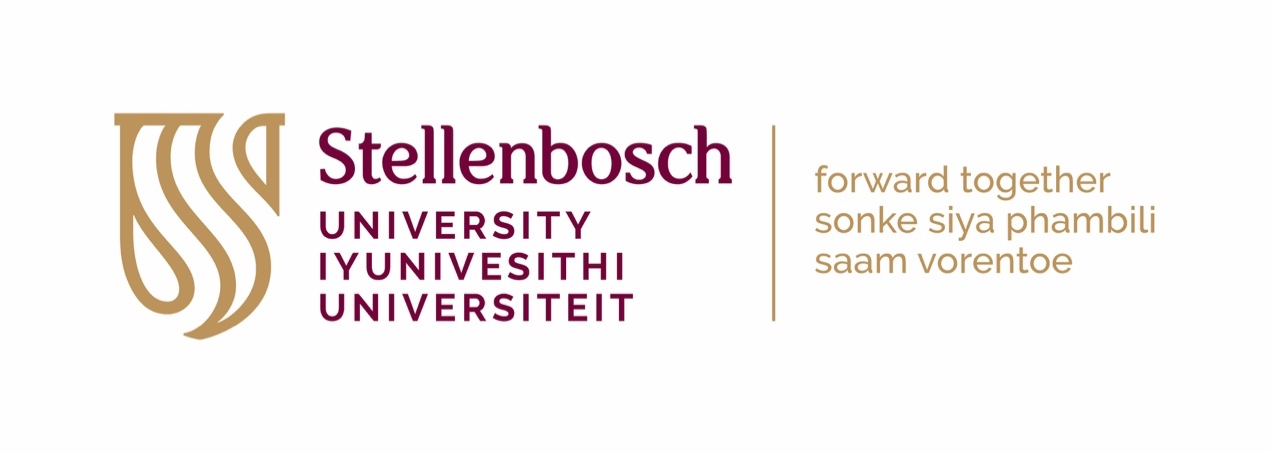 Stellenbosch
UNIVERSITY
IYUNIVESITHI
UNIVERSITEIT
forward together
sonke siya phambili
saam vorentoe